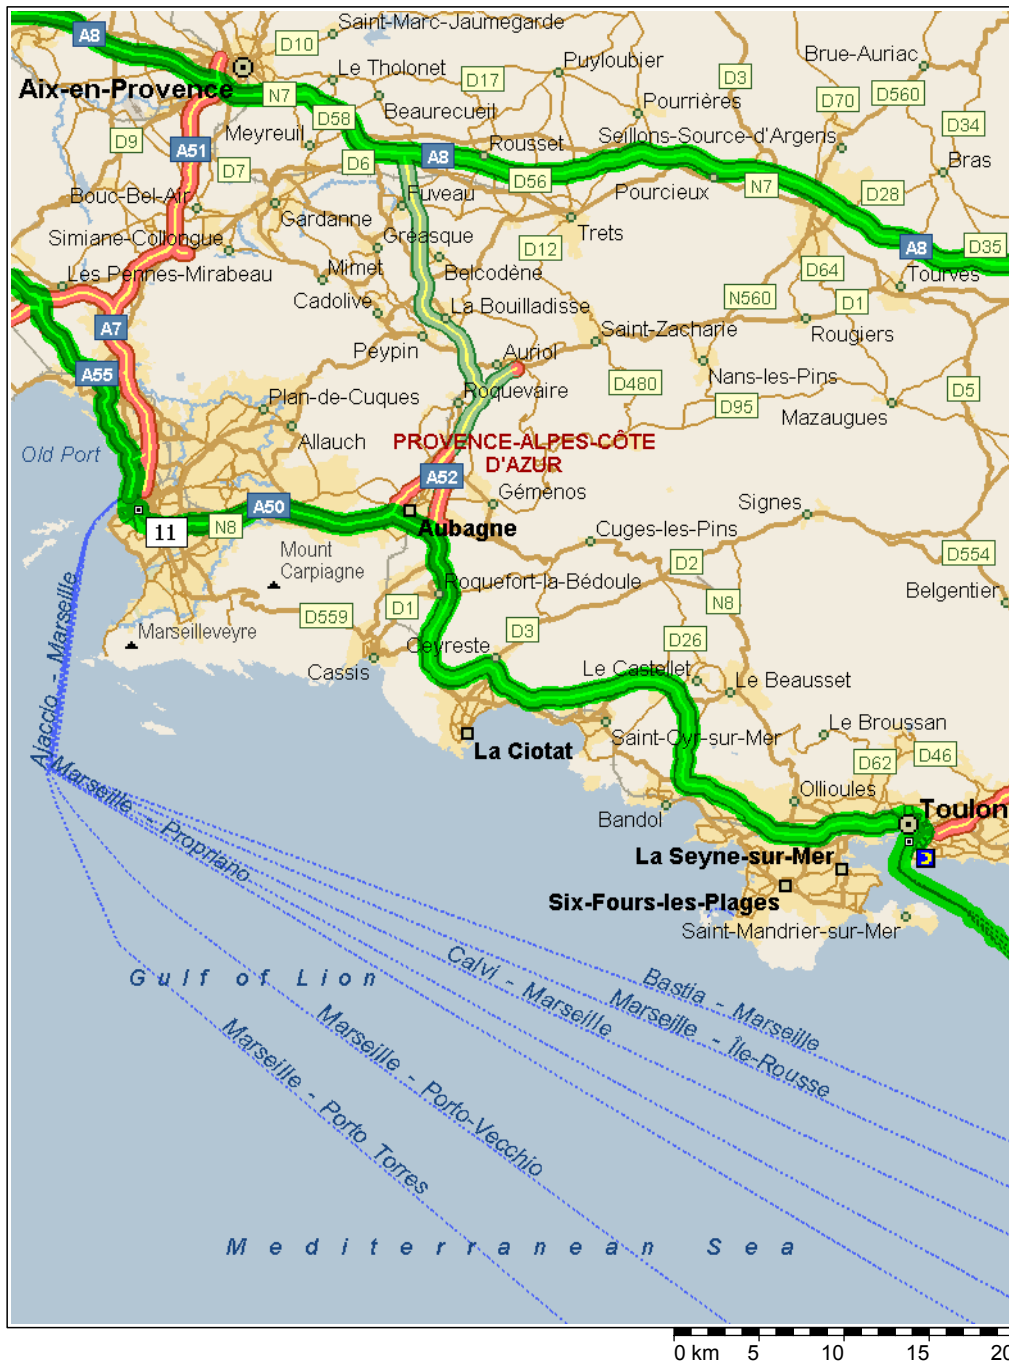 Saint-Marc-Jaumegarde
A8
D10
Brue-Auriac
Puyloubier
Le Tholonet
D17
D3
Aix-en-Provence
N7
D560
Beaurecueil
D70
Pourrières
D58
D34
Meyreuil
D9
Seillons-Source-d'Argens
Rousset
A51
A8
D6
D7
Bras
D56
Pourcieux
N7
Bouc-Bel-Air
Fuveau
D28
Gardanne
Trets
Simiane-Collongue
Gréasque
D12
A8
D35
Les Pennes-Mirabeau
Mimet
Belcodène
D64
Tourves
Cadolive
La Bouilladisse
N560
D1
A7
Saint-Zacharie
Rougiers
Peypin
Auriol
A55
Nans-les-Pins
D480
D5
Plan-de-Cuques
Roquevaire
D95
Mazaugues
Allauch
PROVENCE-ALPES-CÔTE
D'AZUR
Old Port
A52
Gémenos
A50
Signes
11
N8
Aubagne
Cuges-les-Pins
Mount
Carpiagne
D2
D554
Roquefort-la-Bédoule
Belgentier
D1
N8
D559
Marseilleveyre
D3
D26
Ceyreste
Cassis
Le Castellet
Le Beausset
Ajaccio - Marseille
La Ciotat
Saint-Cyr-sur-Mer
Le Broussan
D62
D46
Marseille - Propriano
Ollioules
Bandol
Toulon
La Seyne-sur-Mer
Six-Fours-les-Plages
Saint-Mandrier-sur-Mer
Gulf of Lion
Calvi - Marseille
Bastia - Marseille
Marseille - Île-Rousse
Marseille - Porto-Vecchio
Marseille - Porto Torres
Mediterranean Sea
0 km 5 10 15 20